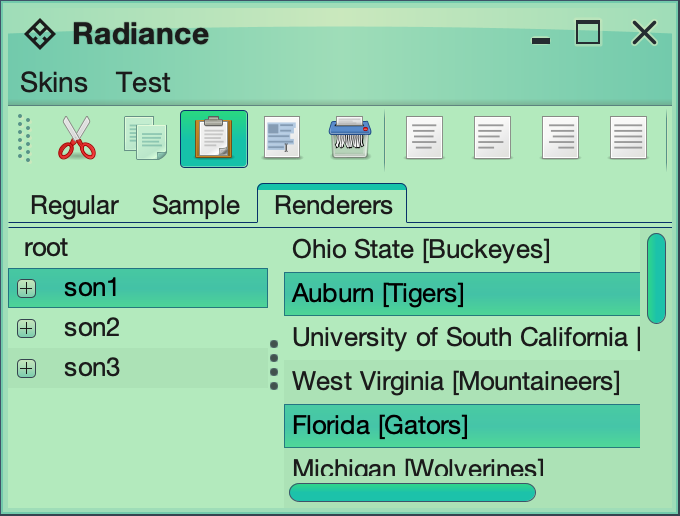 Radiance
Skins Test
Regular Sample Renderers
root
son1
son2
son3
Ohio State [Buckeyes]
Auburn [Tigers]
University of South California [
West Virginia [Mountaineers]
Florida [Gators]
Michigan [Wolverines]